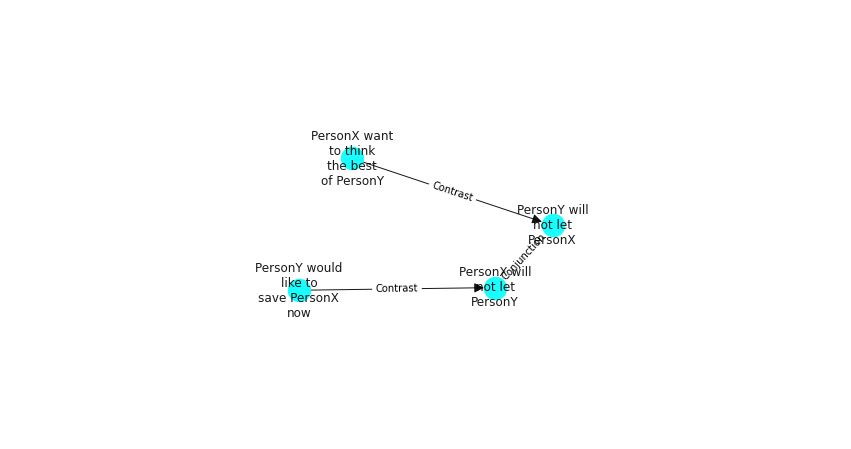 PersonX want
to think
the best
of PersonY
Contrast
PersonY will
not let
PersonX
Conjunction
PersonY would
like to
save PersonX
now
Contrast
PersonX will
not let
PersonY